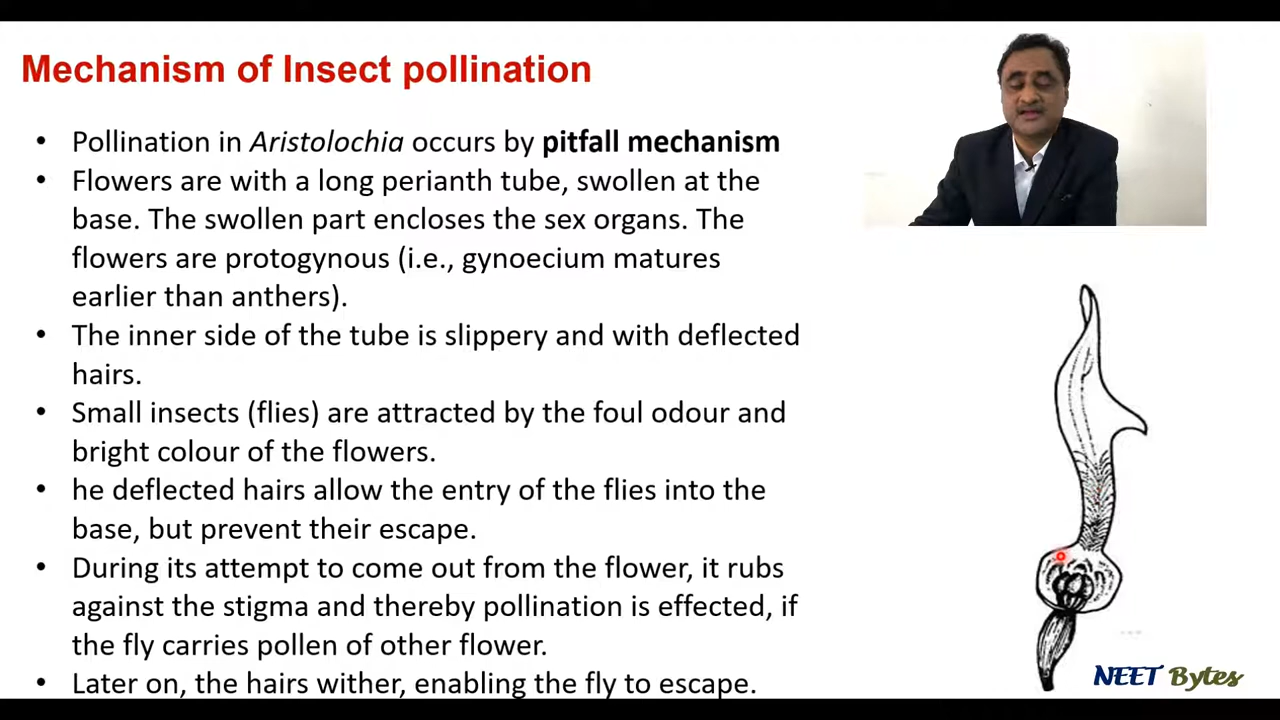 Mechanism of Insect pollination
• Pollination in Aristolochia occurs by pitfall mechanism
• Flowers are with a long perianth tube, swollen at the
base. The swollen part encloses the sex organs. The
flowers are protogynous (i.e., gynoecium matures
earlier than anthers).
• The inner side of the tube is slippery and with deflected
hairs.
• Small insects (flies) are attracted by the foul odour and
bright colour of the flowers.
• he deflected hairs allow the entry of the flies into the
base, but prevent their escape.
• During its attempt to come out from the flower, it rubs
against the stigma and thereby pollination is effected, if
the fly carries pollen of other flower.
• Later on, the hairs wither, enabling the fly to escape.
NEET Bytes